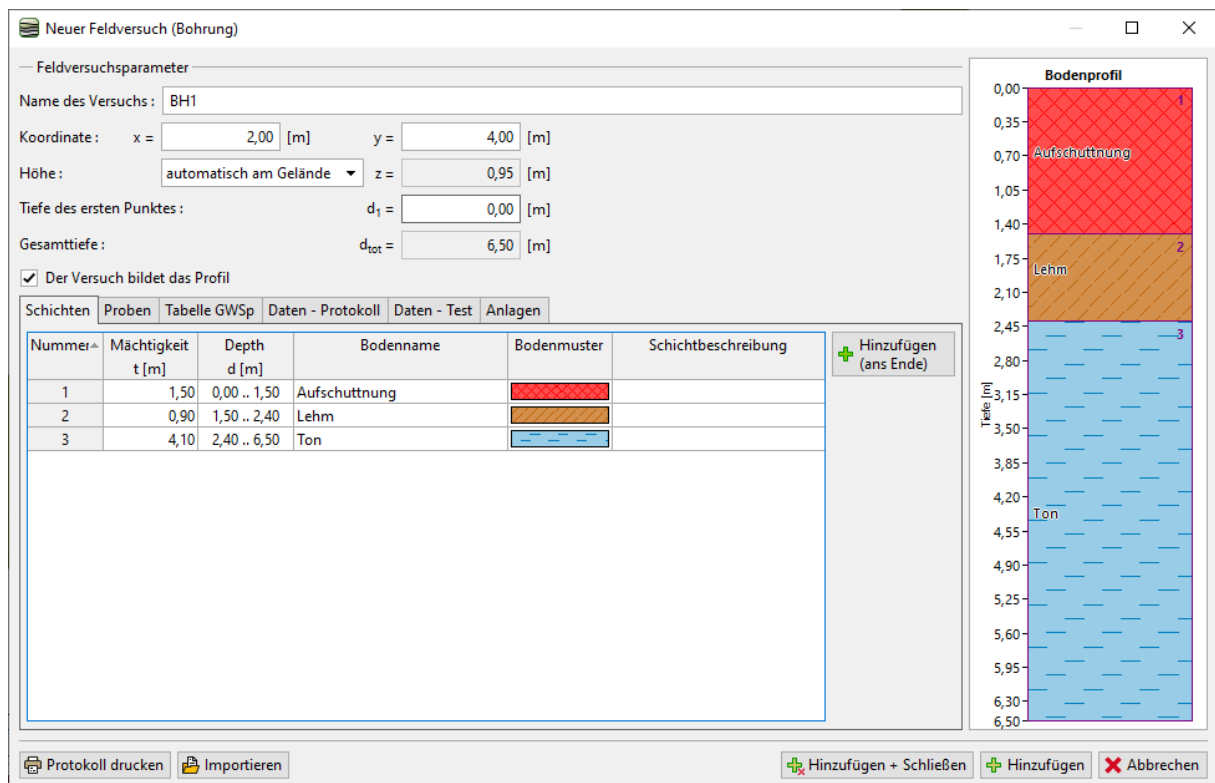 Neuer Feldversuch (Bohrung)
Feldversuchsparameter
Name des Versuchs : BH1
Koordinate : x = 2,00 [m] y = 4,00 [m]
Höhe : automatisch am Gelände z = 0,95 [m]
Tiefe des ersten Punktes : d1 = 0,00 [m]
Gesamttiefe : dtot = 6,50 [m]
Der Versuch bildet das Profil
Schichten Proben Tabelle GWSp Daten - Protokoll Daten - Test Anlagen
Nummer Mächtigkeit Depth Bodenname Bodenmuster Schichtbeschreibung
t [m] d [m]
1 1,50 0,00 .. 1,50 Aufschuttnung
2 0,90 1,50 .. 2,40 Lehm
3 4,10 2,40 .. 6,50 Ton
Hinzufügen
(ans Ende)
Bodenprofil
0,00
1
0,35
0,70 Aufschuttnung
1,05
1,40
2
1,75
Lehm
2,10
2,45
3
2,80
Tiefe [m]
3,15
3,50
3,85
4,20
Ton
4,55
4,90
5,25
5,60
5,95
6,30
6,50
Protokoll drucken Importieren Hinzufügen + Schließen Hinzufügen Abbrechen